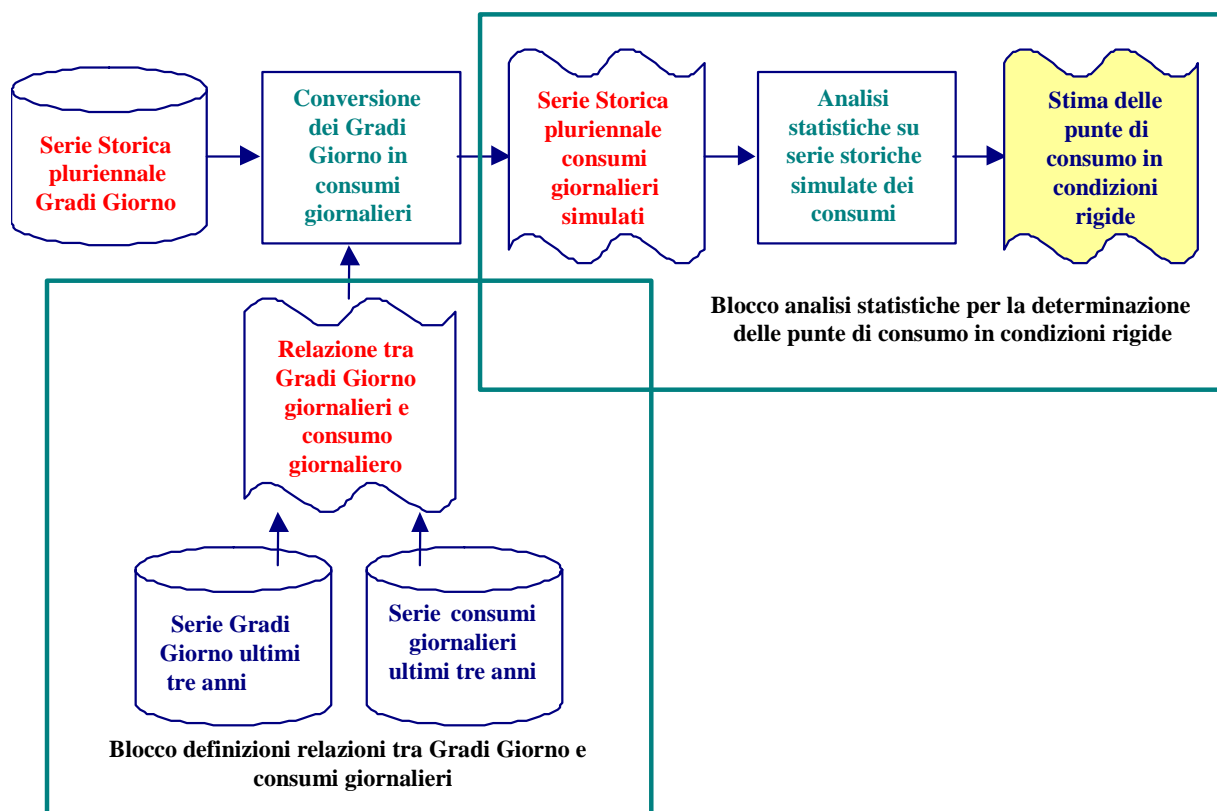 Serie Storica
pluriennale
Gradi Giorno
Conversione
dei Gradi
Giorno in
consumi
giornalieri
Serie Storica
pluriennale
consumi
giornalieri
simulati
Analisi
statistiche su
serie storiche
simulate dei
consumi
Stima delle
punte di
consumo in
condizioni
rigide
Blocco analisi statistiche per la determinazione
delle punte di consumo in condizioni rigide
Relazione tra
Gradi Giorno
giornalieri e
consumo
giornaliero
Serie Gradi
Giorno ultimi
tre anni
Serie consumi
giornalieri
ultimi tre anni
Blocco definizioni relazioni tra Gradi Giorno e
consumi giornalieri